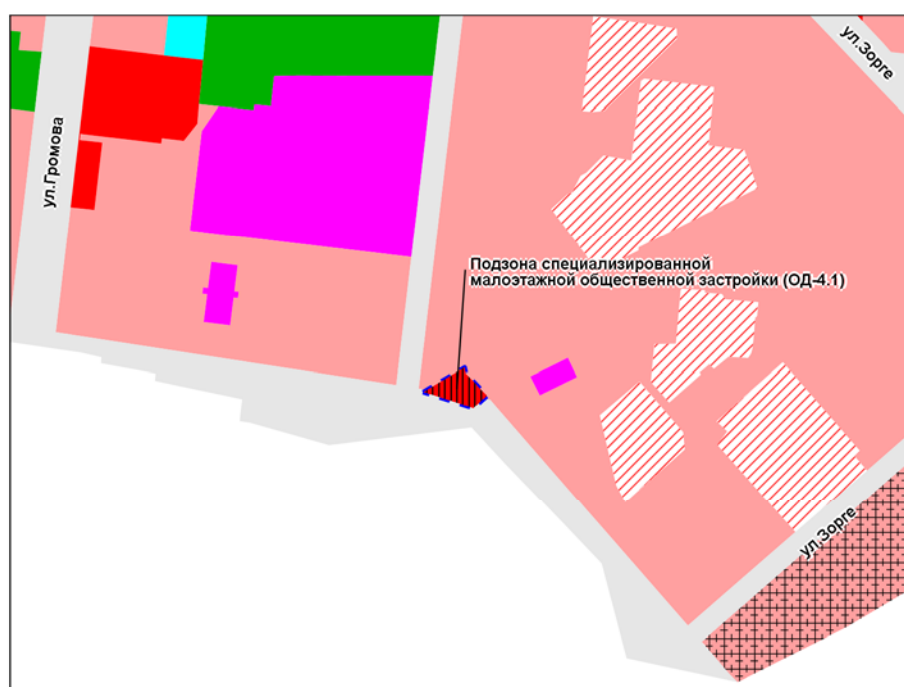 ул.Зорге
ул.Громова
Подзона специализированной
малоэтажной общественной застройки (ОД-4.1)
ул.Зорге